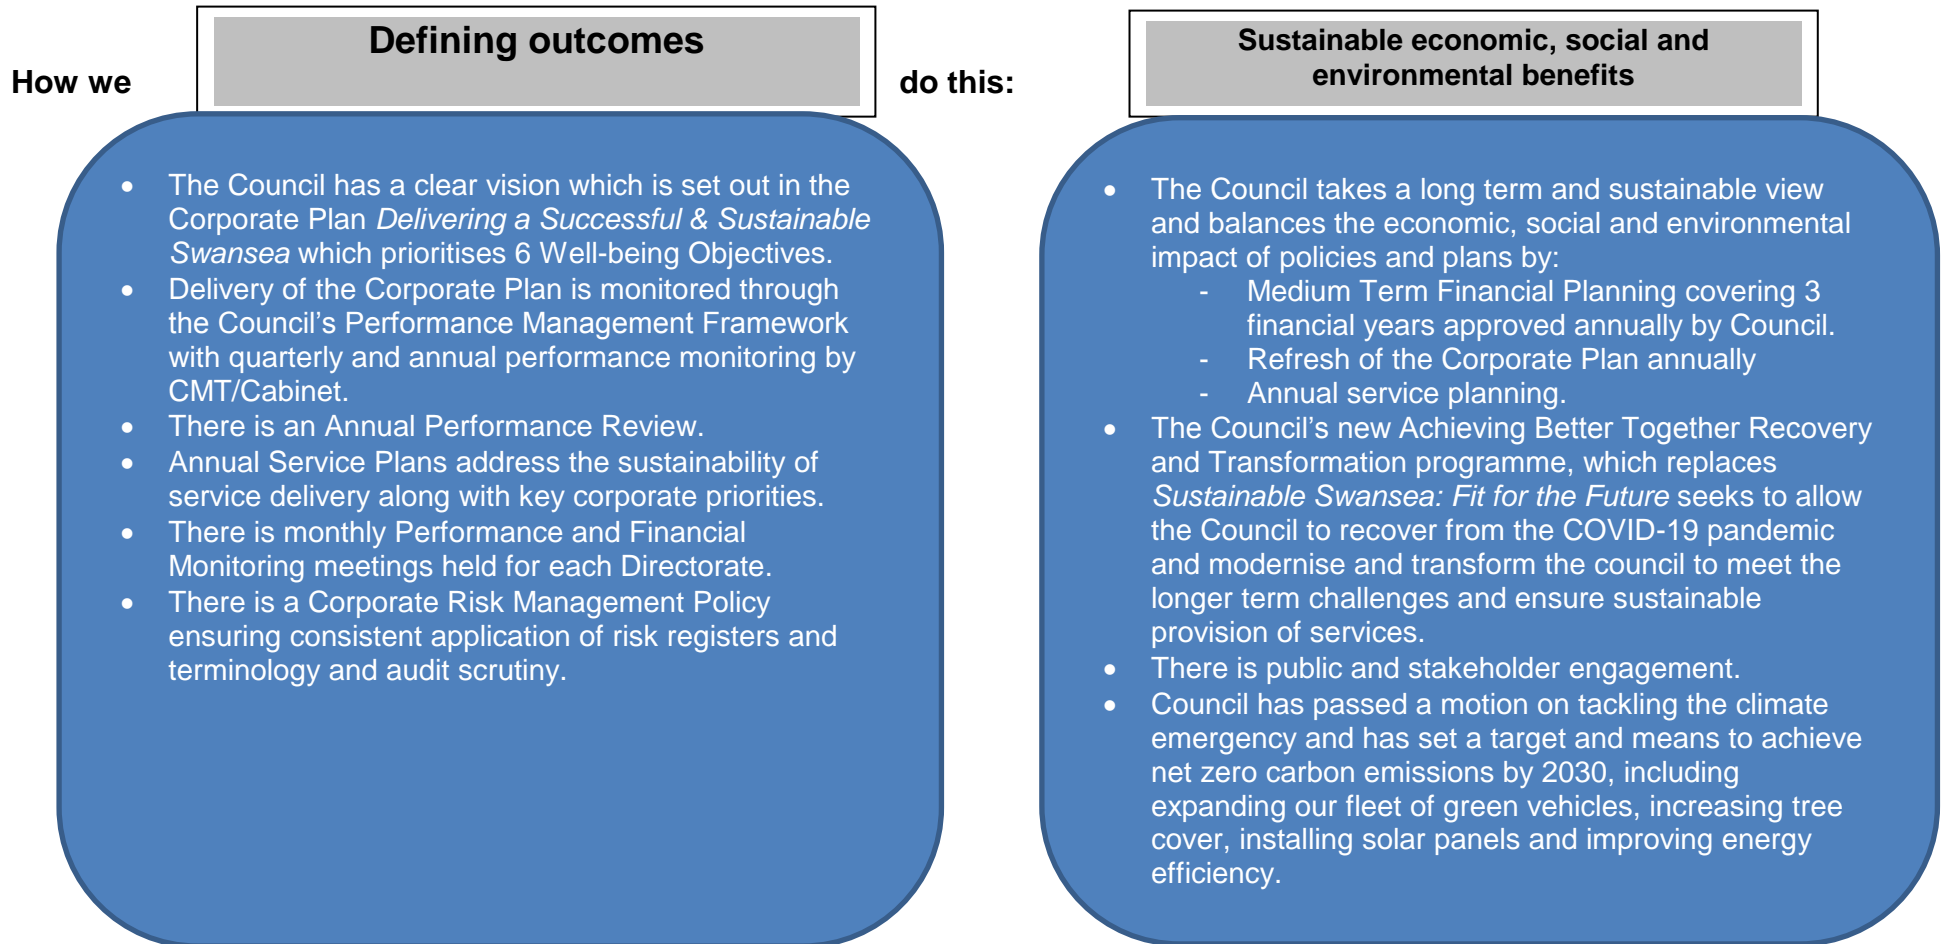 Defining outcomes
Sustainable economic, social and
environmental benefits
How we
do this:
• The Council has a clear vision which is set out in the
Corporate Plan Delivering a Successful & Sustainable
Swansea which prioritises 6 Well-being Objectives.
• Delivery of the Corporate Plan is monitored through
the Council’s Performance Management Framework
with quarterly and annual performance monitoring by
CMT/Cabinet.
• There is an Annual Performance Review.
• Annual Service Plans address the sustainability of
service delivery along with key corporate priorities.
• There is monthly Performance and Financial
Monitoring meetings held for each Directorate.
• There is a Corporate Risk Management Policy
ensuring consistent application of risk registers and
terminology and audit scrutiny.
• The Council takes a long term and sustainable view
and balances the economic, social and environmental
impact of policies and plans by:
- Medium Term Financial Planning covering 3
financial years approved annually by Council.
- Refresh of the Corporate Plan annually
- Annual service planning.
• The Council’s new Achieving Better Together Recovery
and Transformation programme, which replaces
Sustainable Swansea: Fit for the Future seeks to allow
the Council to recover from the COVID-19 pandemic
and modernise and transform the council to meet the
longer term challenges and ensure sustainable
provision of services.
• There is public and stakeholder engagement.
• Council has passed a motion on tackling the climate
emergency and has set a target and means to achieve
net zero carbon emissions by 2030, including
expanding our fleet of green vehicles, increasing tree
cover, installing solar panels and improving energy
efficiency.